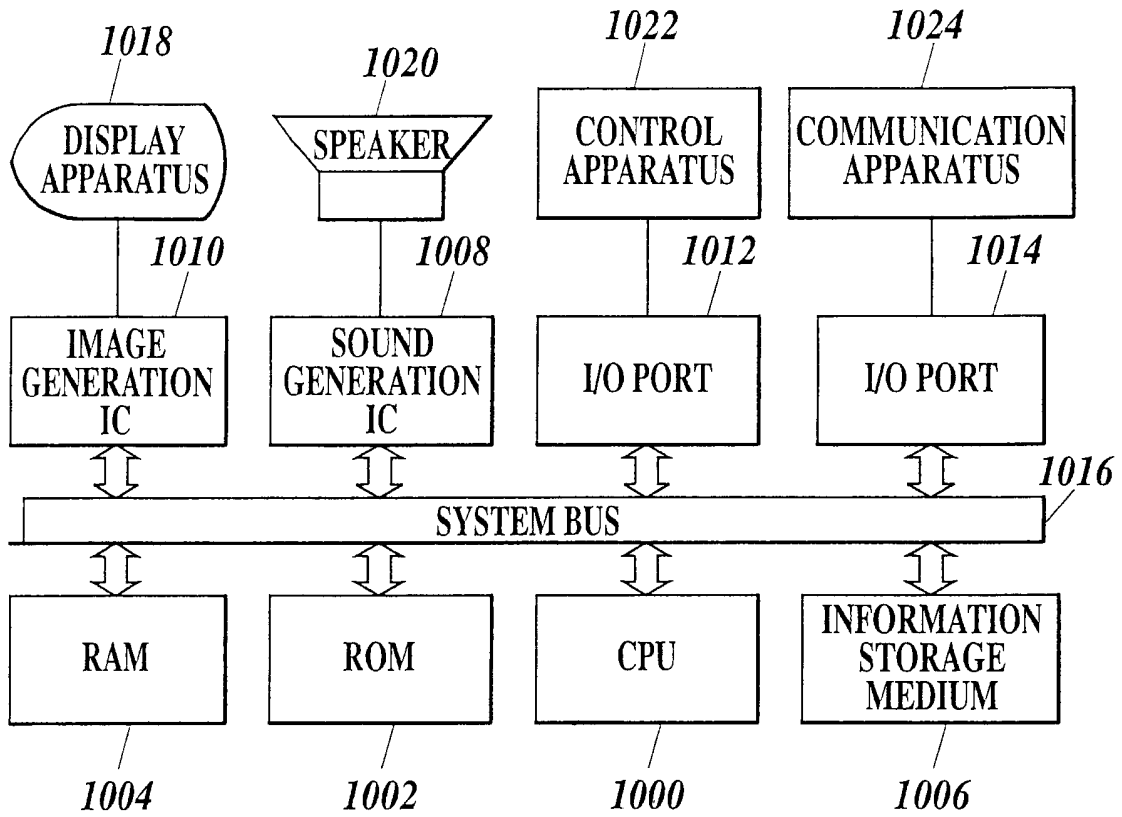 1018
1020
1022
1024
DISPLAY
APPARATUS
SPEAKER
CONTROL
APPARATUS
COMMUNICATION
APPARATUS
1010
1008
1012
1014
IMAGE
GENERATION
IC
SOUND
GENERATION
IC
I/O PORT
I/O PORT
1016
SYSTEM BUS
RAM
ROM
CPU
INFORMATION
STORAGE
MEDIUM
1004
1002
1000
1006